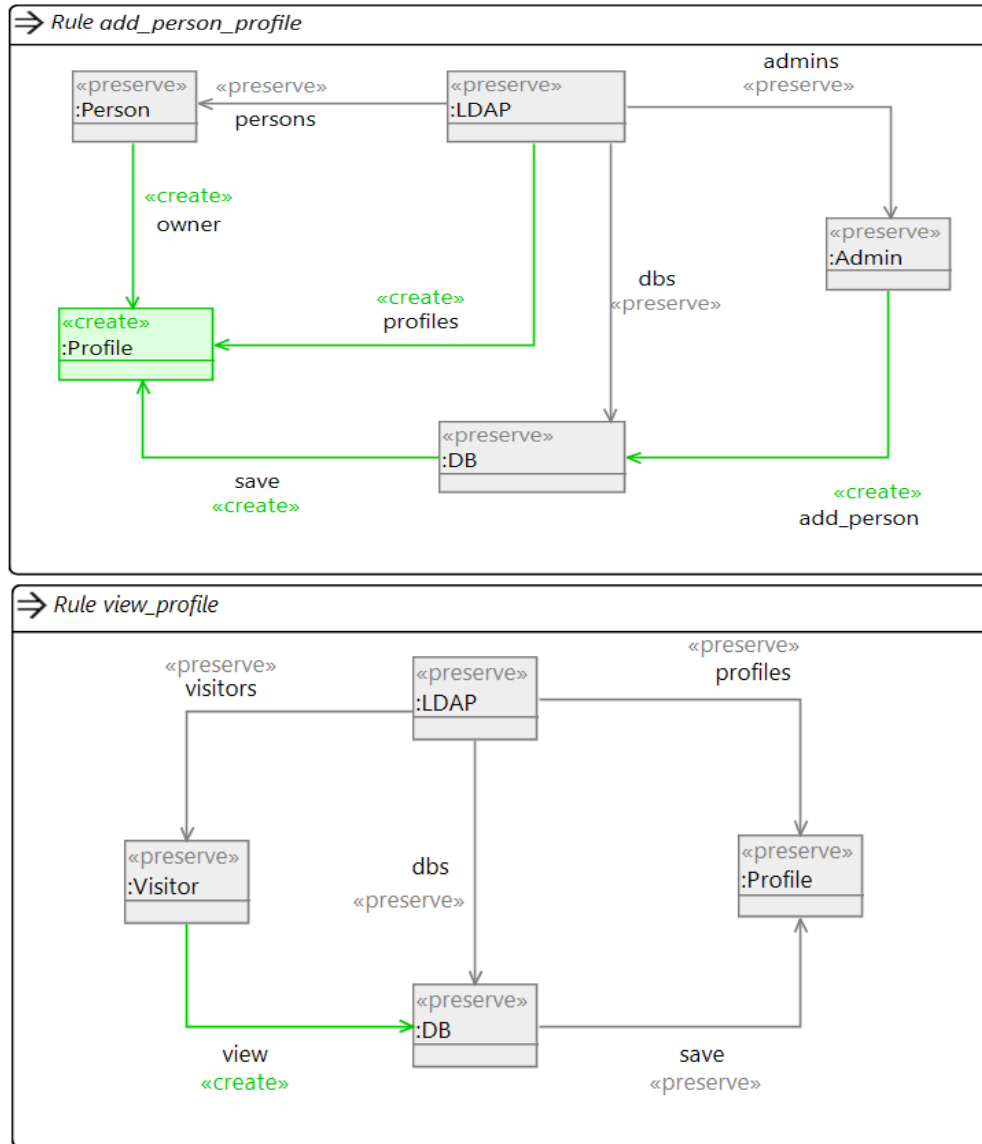 Rule add_person_profile
admins
«preserve»
«preserve»
:Person
«preserve»
persons
«preserve»
:LDAP
«create»
owner
«preserve»
:Admin
dbs
«preserve»
«create»
profiles
«create»
:Profile
«preserve»
:DB
save
«create»
«create»
add_person
Rule view_profile
«preserve»
visitors
«preserve»
:LDAP
«preserve»
profiles
«preserve»
:Visitor
dbs
«preserve»
«preserve»
:Profile
«preserve»
:DB
view
«create»
save
«preserve»